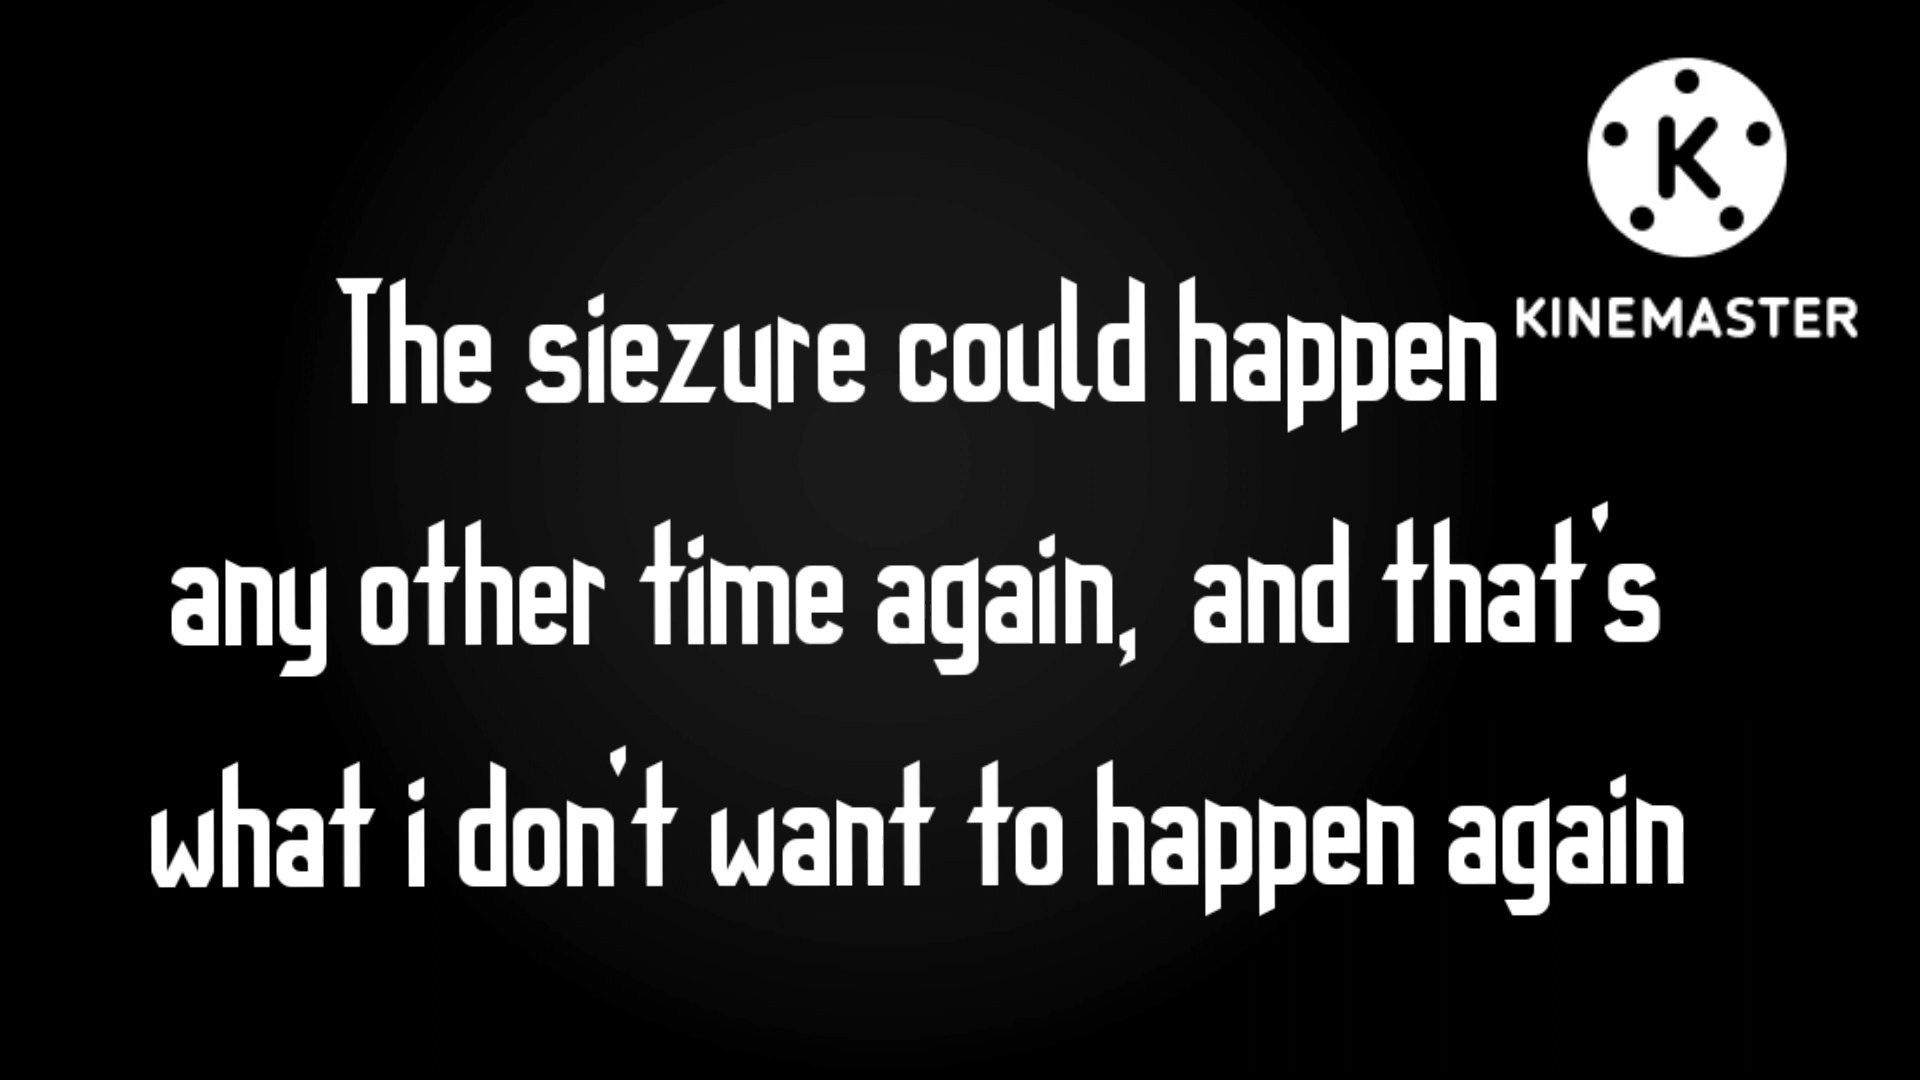 K
KINEMASTER
The siezure could happen
any other time again, and that's
what i don't want to happen again